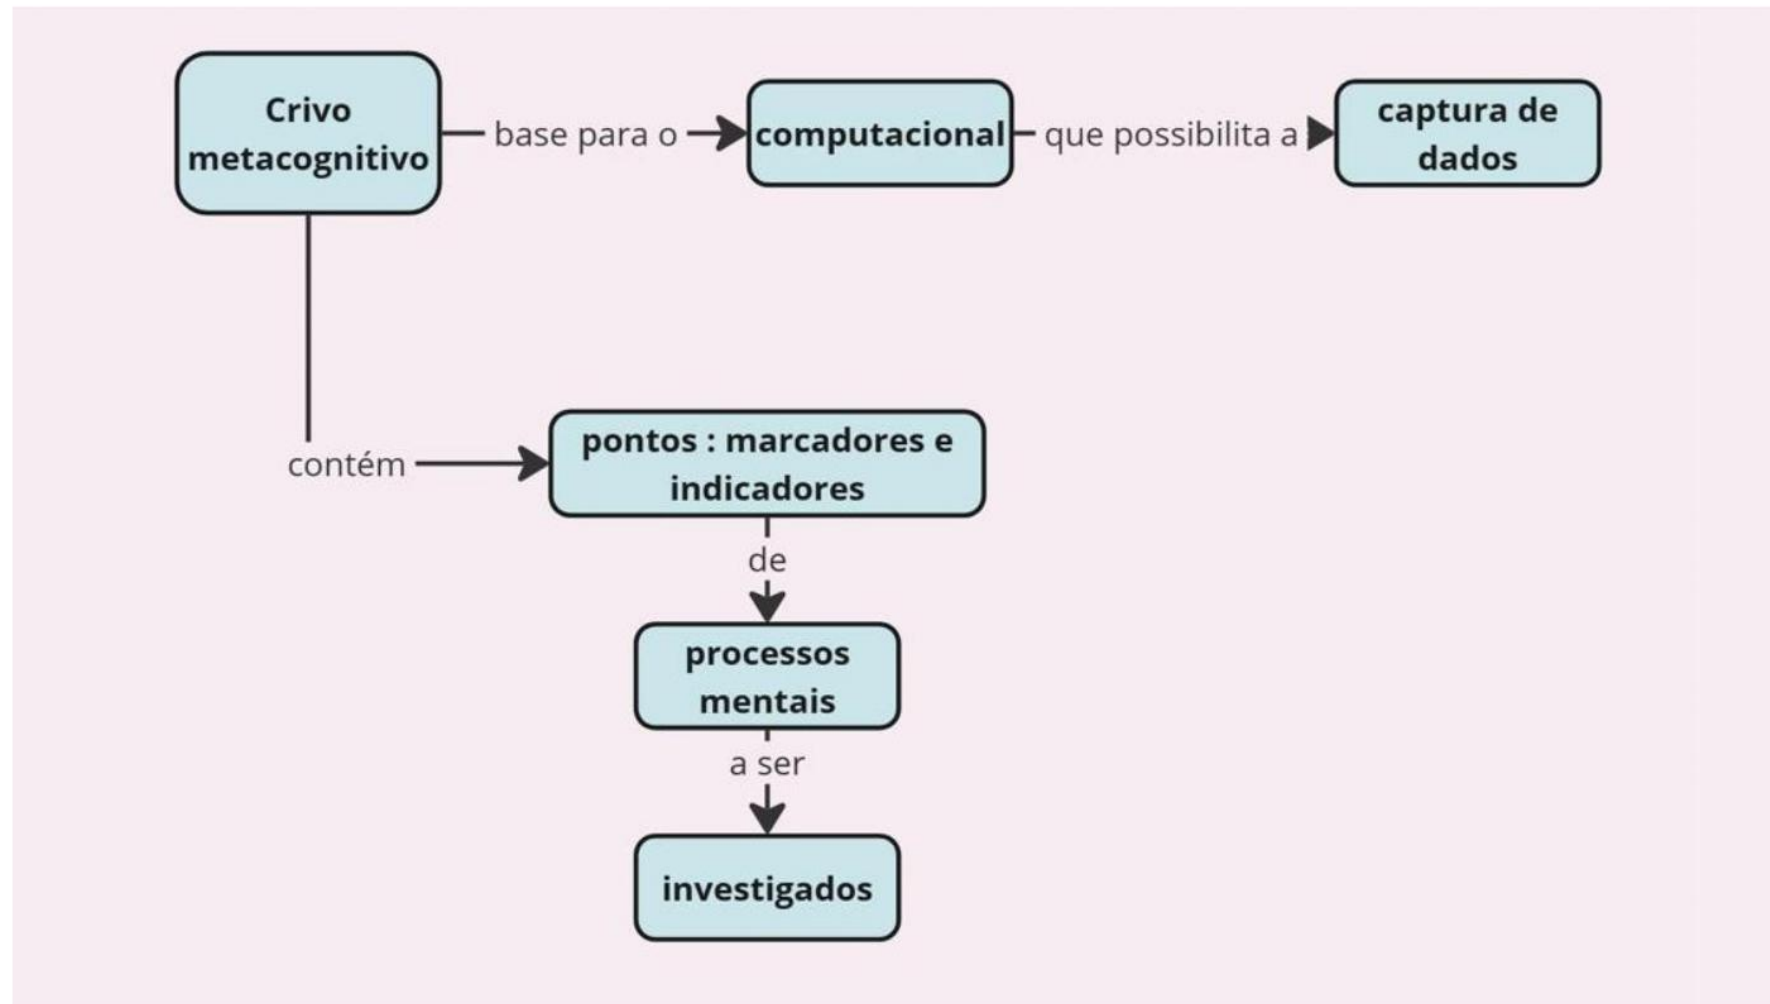 Crivo
metacognitivo
base para o
computacional
que possibilita a
captura de
dados
contém
pontos : marcadores e
indicadores
de
processos
mentais
a ser
investigados